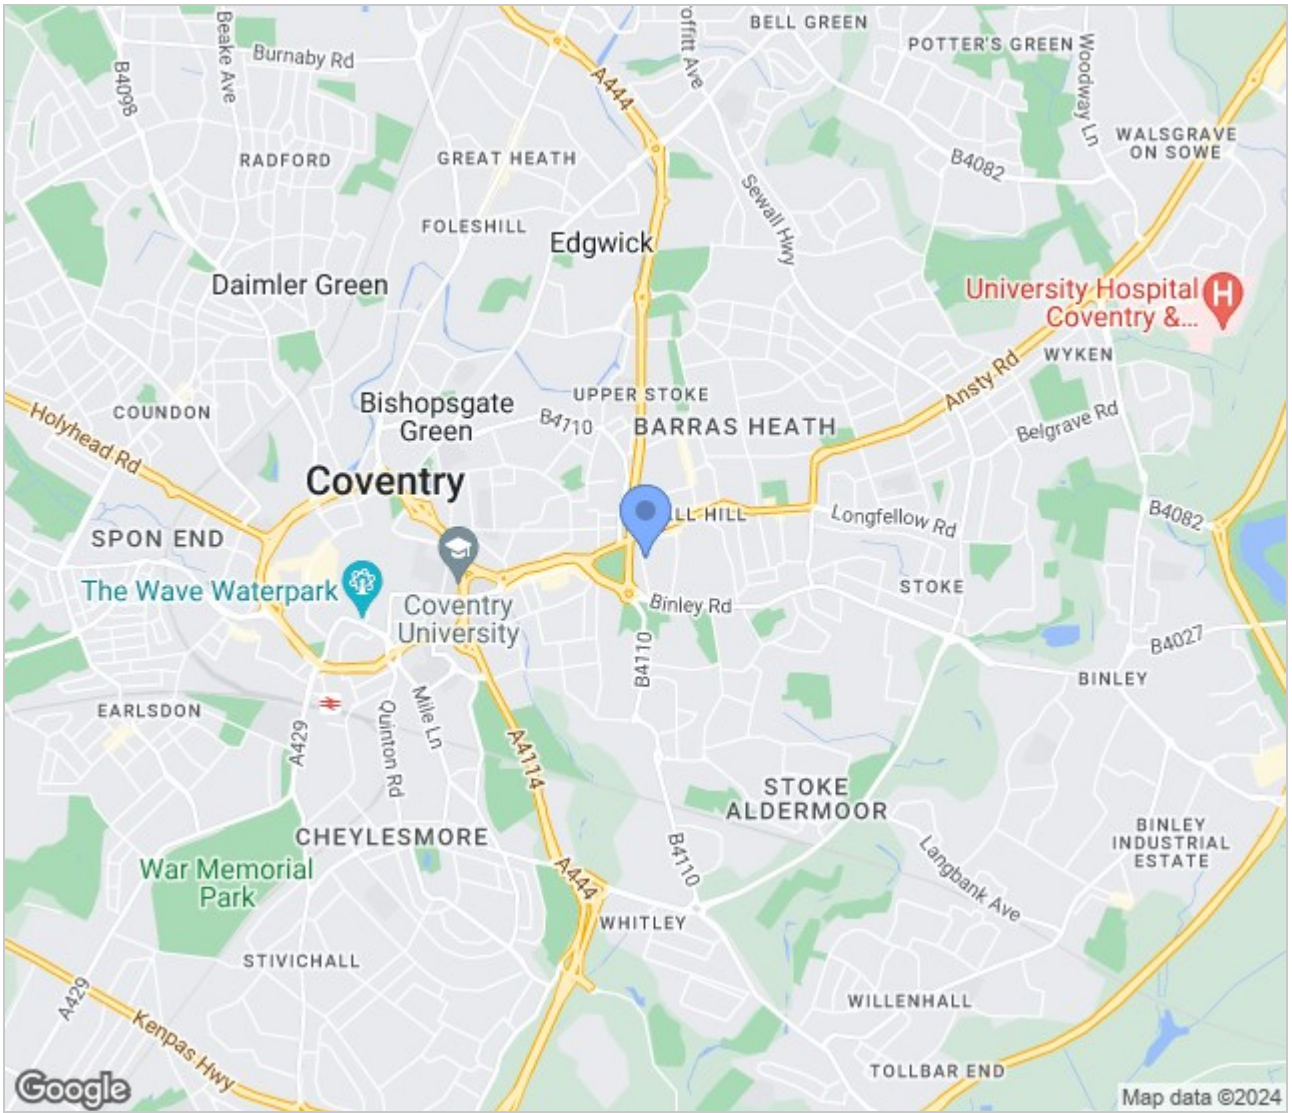 BELL GREEN
POTTER'S GREEN
Burnaby Rd
Beake Ave
B4098
A444
Woodway Ln
WALSGRAVE
ON SOWE
RADFORD
GREAT HEATH
B4082
Sewall Hwy
FOLESHILL
Edgwick
Daimler Green
University Hospital
Coventry &...
H
WYKEN
Ansty Rd
UPPER STOKE
Bishopsgate
Green
B4710
BARRAS HEATH
COUNDON
Holyhead Rd
Belgrave Rd
Coventry
HILL
Longfellow Rd
B4082
SPON END
The Wave Waterpark
STOKE
Coventry
University
Binley Rd
B4110
B4027
BINLEY
EARLSDON
A429
Quinton Rd
Mile Ln
A4114
STOKE
ALDERMOOR
CHEYLESMORE
B4110
BINLEY
INDUSTRIAL
ESTATE
War Memorial
Park
Langbank Ave
A444
WHITLEY
STIVICHALL
A429
WILLENHALL
Kenpas Hwy
TOLLBAR END
Google
Map data ©2024